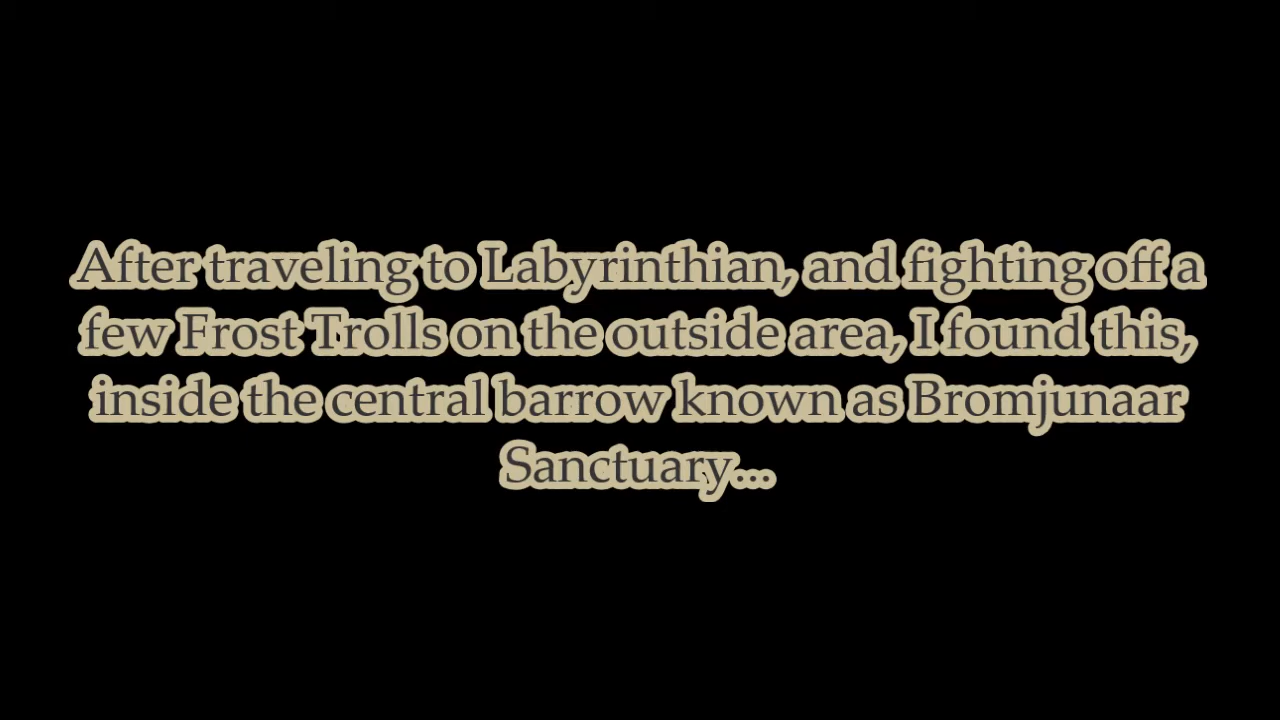 After traveling to Labyrinthian, and fighting off a
few Frost Trolls on the outside area, I found this,
inside the central barrow known as Bromjunaar
Sanctuary...